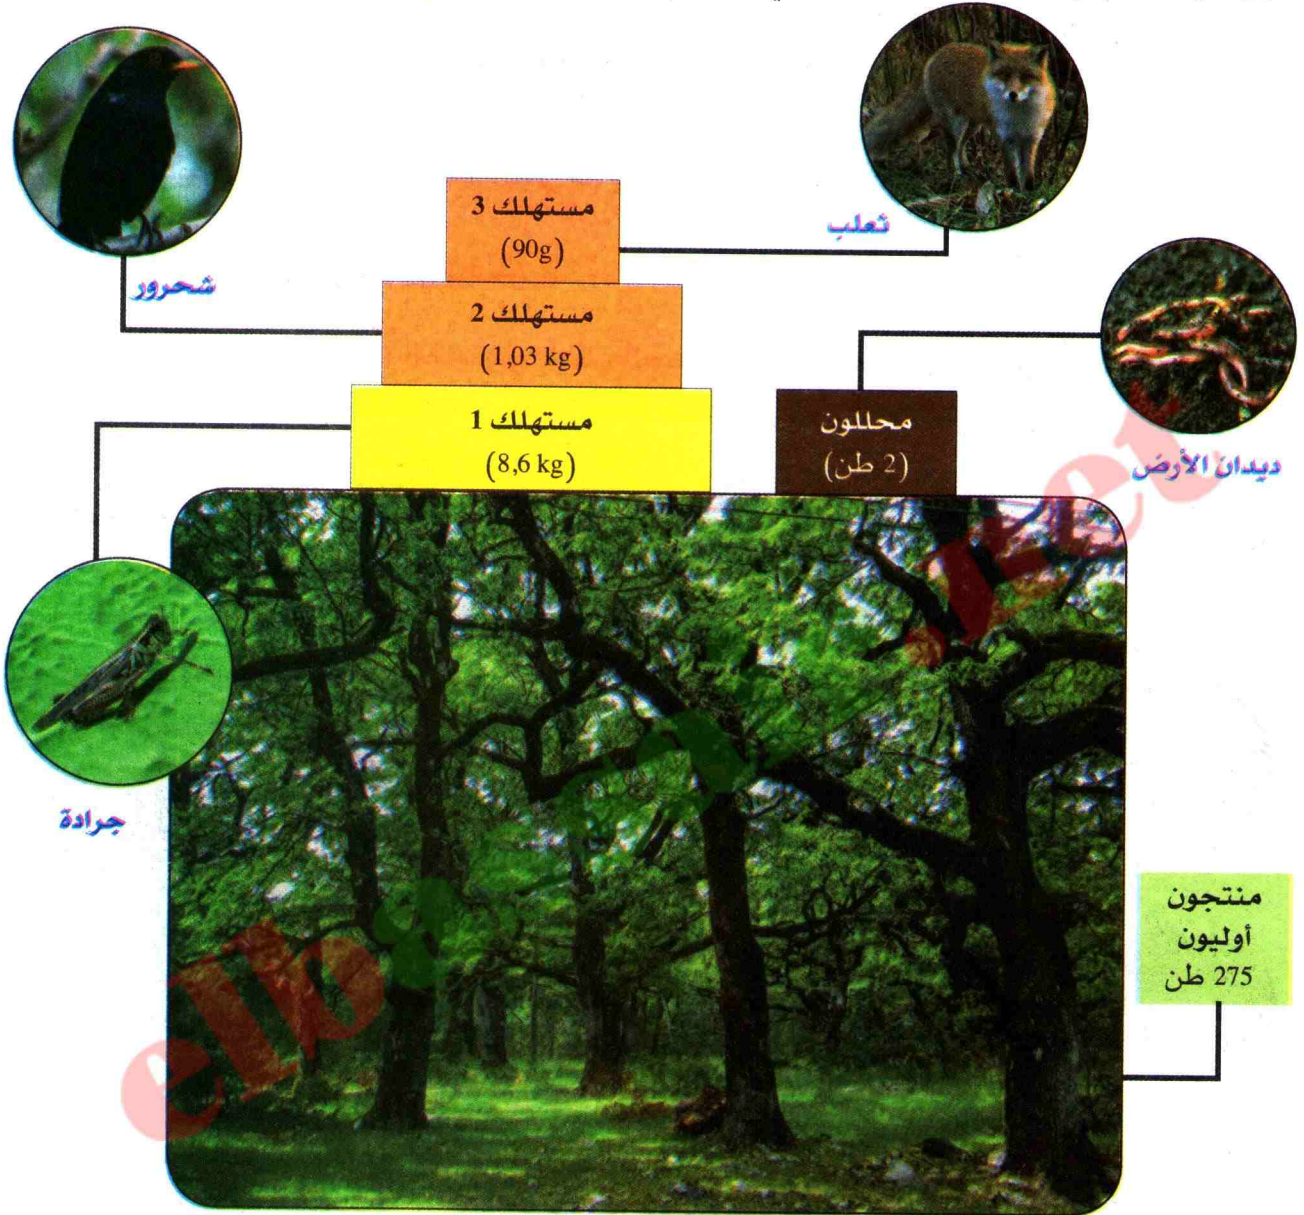 ثعلب
مستهلك 3
(90g)
شحرور
مستهلك 2
(1,03 kg)
مستهلك 1
(8,6 kg)
محللون
(2 طن)
ديدان الأرض
جرادة
منتجون
أوليون
275 طن